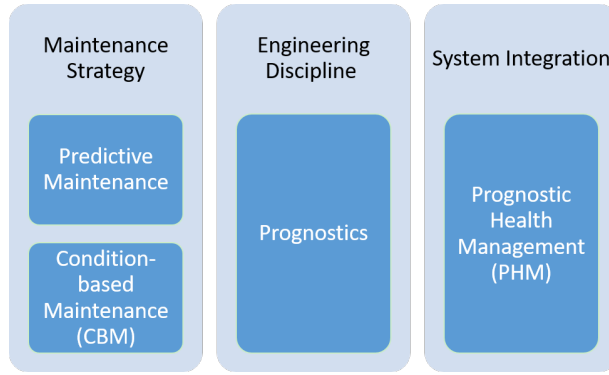 Maintenance
Strategy
Predictive
Maintenance
Condition-
based
Maintenance
(CBM)
Engineering
Discipline
Prognostics
System Integration
Prognostic
Health
Management
(PHM)